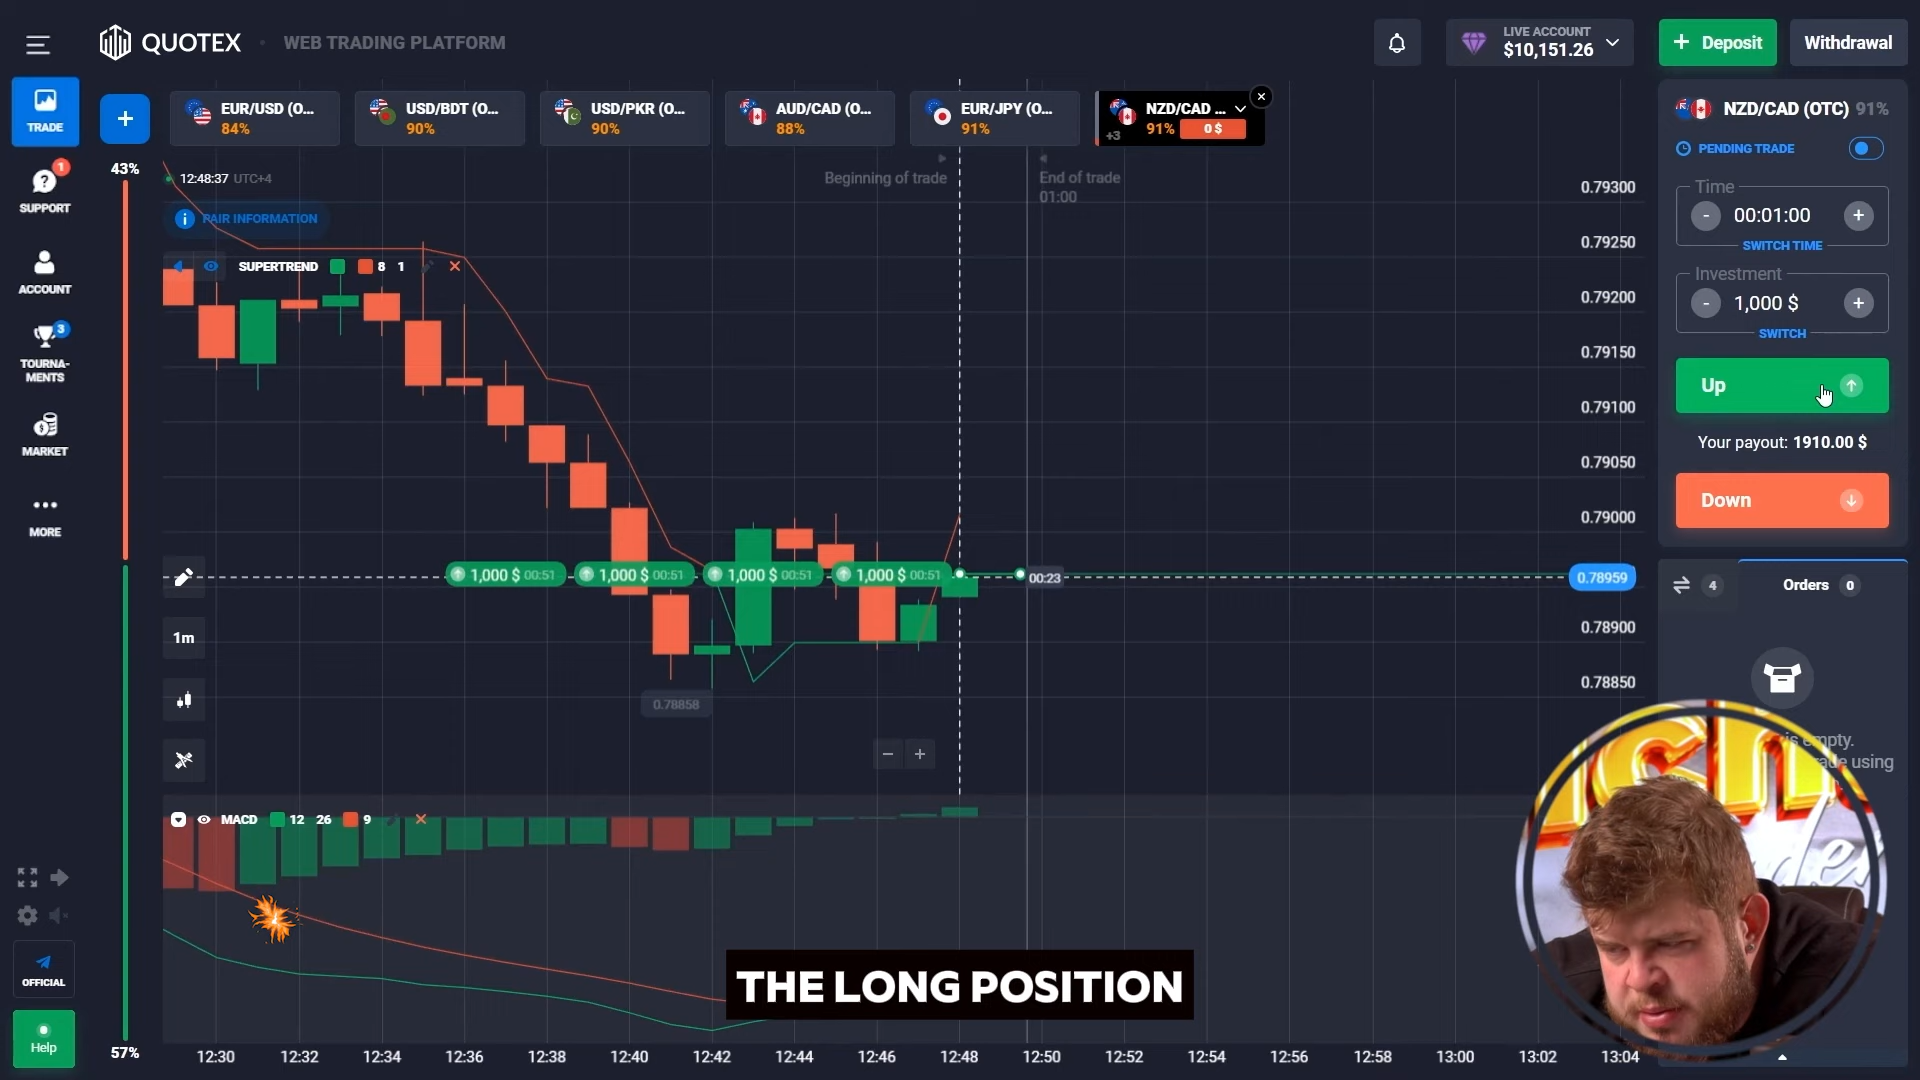 QUOTEX
WEB TRADING PLATFORM
LIVE ACCOUNT
$10,151.26
+ Deposit
Withdrawal
TRADE
SUPPORT
1
ACCOUNT
3
TOURNA-
MENTS
MARKET
MORE
OFFICIAL
Help
+
43%
57%
EUR/USD (O...
84%
USD/BDT (O...
90%
USD/PKR (O...
90%
AUD/CAD (O...
88%
EUR/JPY (O...
91%
NZD/CAD ...
+3
91%
0 $
12:48:37 UTC+4
PAIR INFORMATION
Beginning of trade
End of trade
01:00
SUPERTREND 8 1
1,000 $ 00:51
1,000 $ 00:51
1,000 $ 00:51
1,000 $ 00:51
00:23
1m
0.78858
MACD 12 26 9
0.79300
0.79250
0.79200
0.79150
0.79100
0.79050
0.79000
0.78959
0.78900
0.78850
NZD/CAD (OTC) 91%
PENDING TRADE
Time
- 00:01:00 +
SWITCH TIME
Investment
- 1,000 $ +
SWITCH
Up
Your payout: 1910.00 $
Down
4
Orders 0
is empty.
trade using
THE LONG POSITION
12:30 12:32 12:34 12:36 12:38 12:40 12:42 12:44 12:46 12:48 12:50 12:52 12:54 12:56 12:58 13:00 13:02 13:04